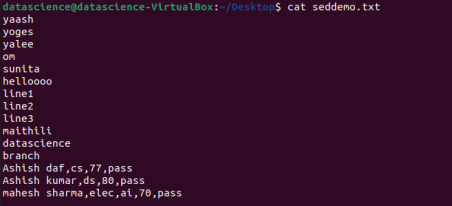 datascience@datascience-VirtualBox:~/Desktop$ cat seddemo.txt
yaash
yoges
yalee
om
sunita
helloooo
line1
line2
line3
maithili
datascience
branch
Ashish daf,cs,77,pass
Ashish kumar,ds,80,pass
mahesh sharma,elec,ai,70,pass